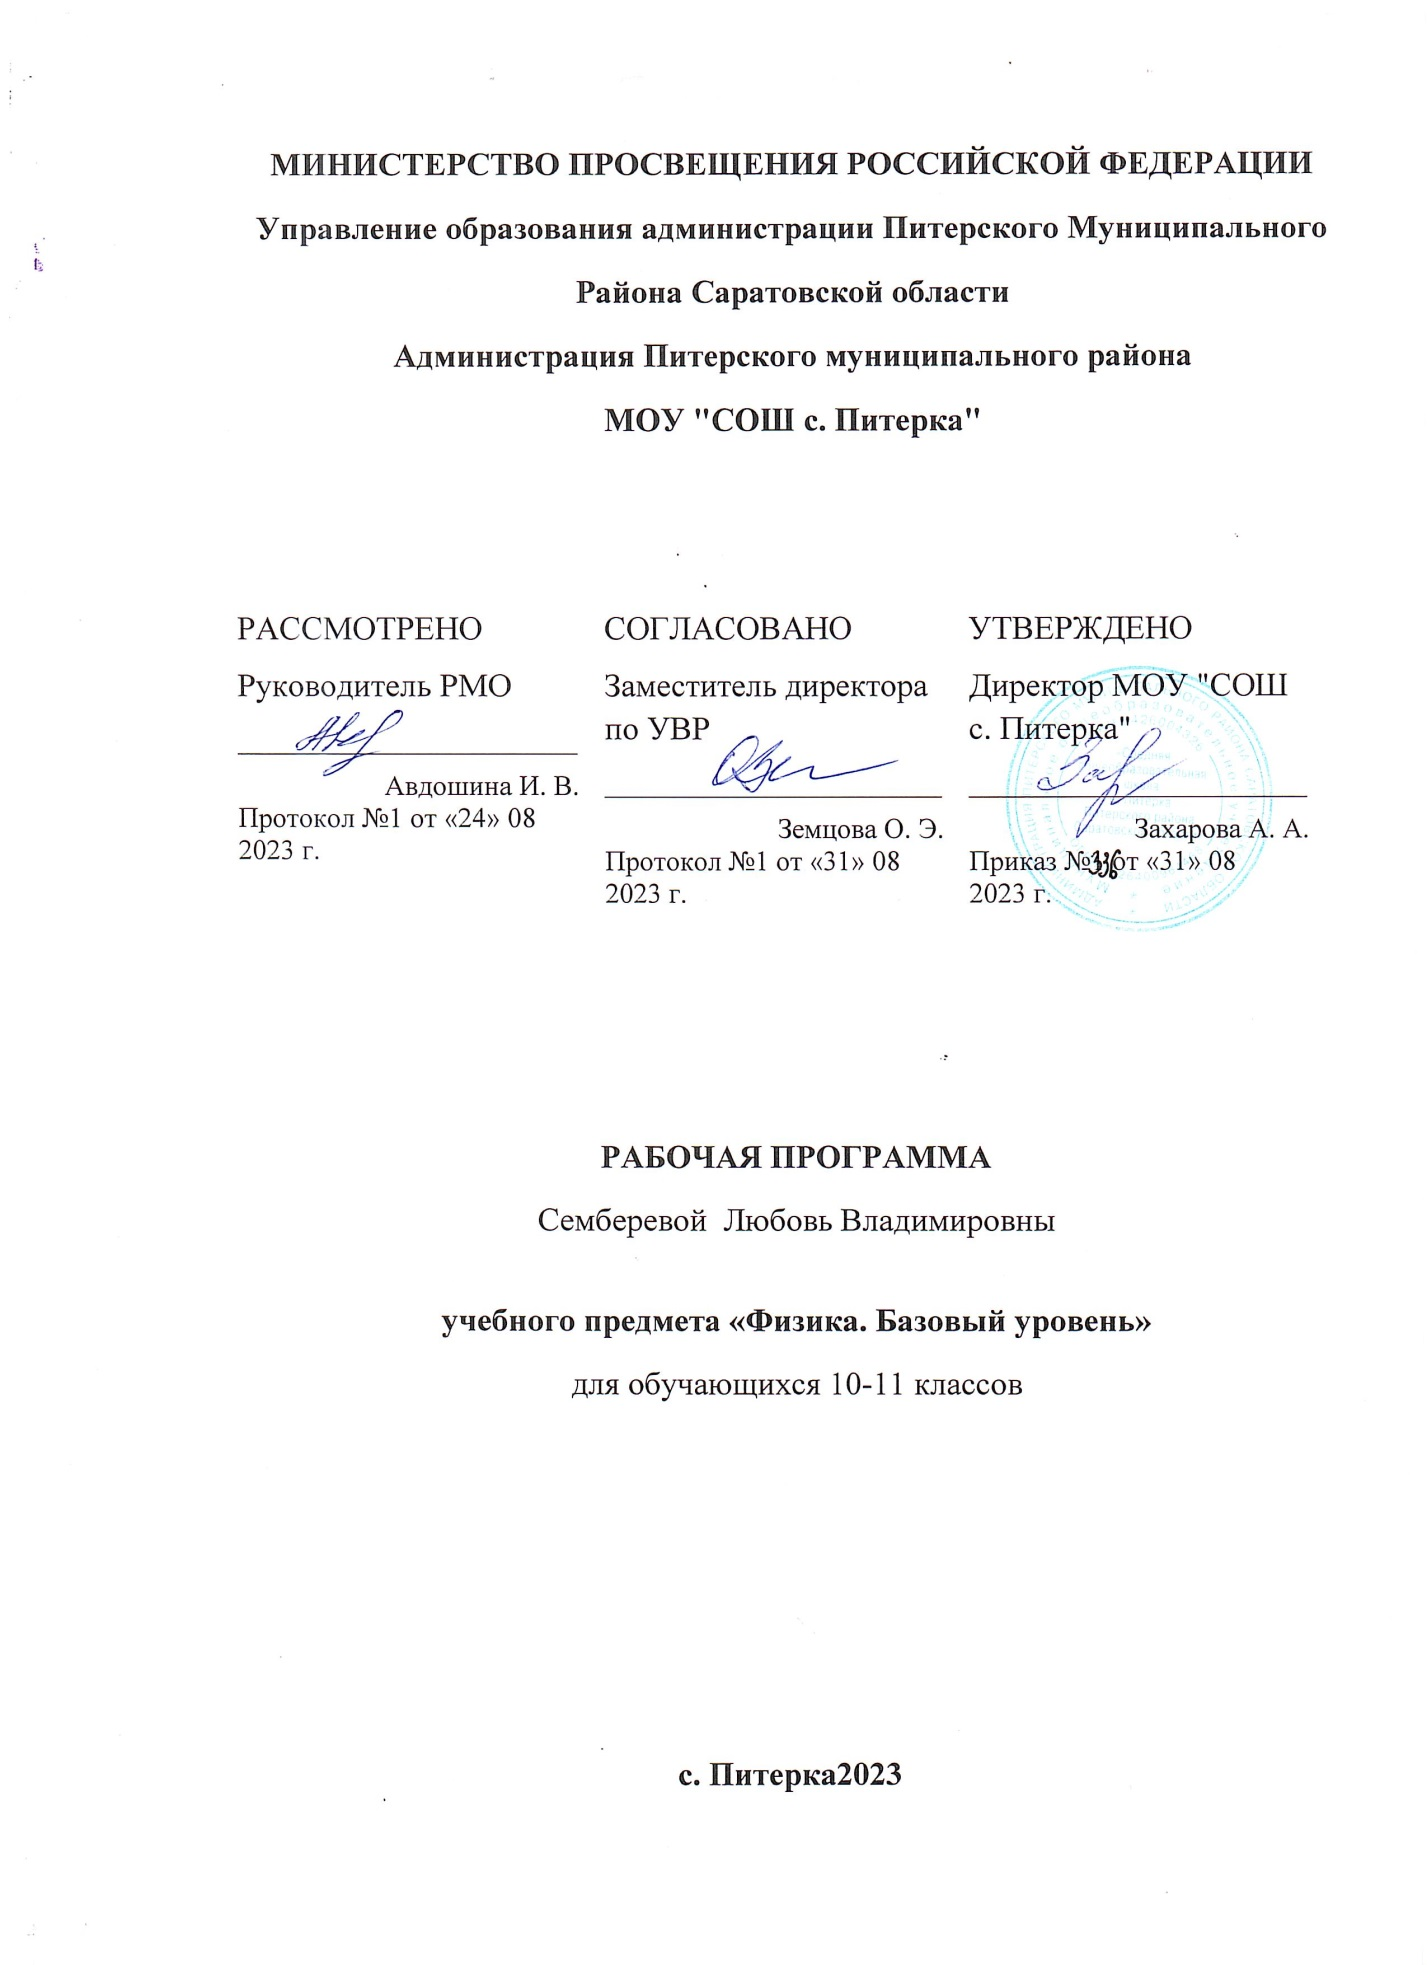 МИНИСТЕРСТВО ПРОСВЕЩЕНИЯ РОССИЙСКОЙ ФЕДЕРАЦИИ
Управление образования администрации Питерского Муниципального
Района Саратовской области
Администрация Питерского муниципального района
МОУ "СОШ с. Питерка"
РАССМОТРЕНО
Руководитель РМО
Авдошина И. В.
Протокол №1 от «24» 08
2023 г.
СОГЛАСОВАНО
Заместитель директора
по УВР
Земцова О. Э.
Протокол №1 от «31» 08
2023 г.
УТВЕРЖДЕНО
Директор МОУ "СОШ
с. Питерка"
Захарова А. А.
Приказ №336 от «31» 08
2023 г.
РАБОЧАЯ ПРОГРАММА
Семберевой Любовь Владимировны
учебного предмета «Физика. Базовый уровень»
для обучающихся 10-11 классов
с. Питерка2023